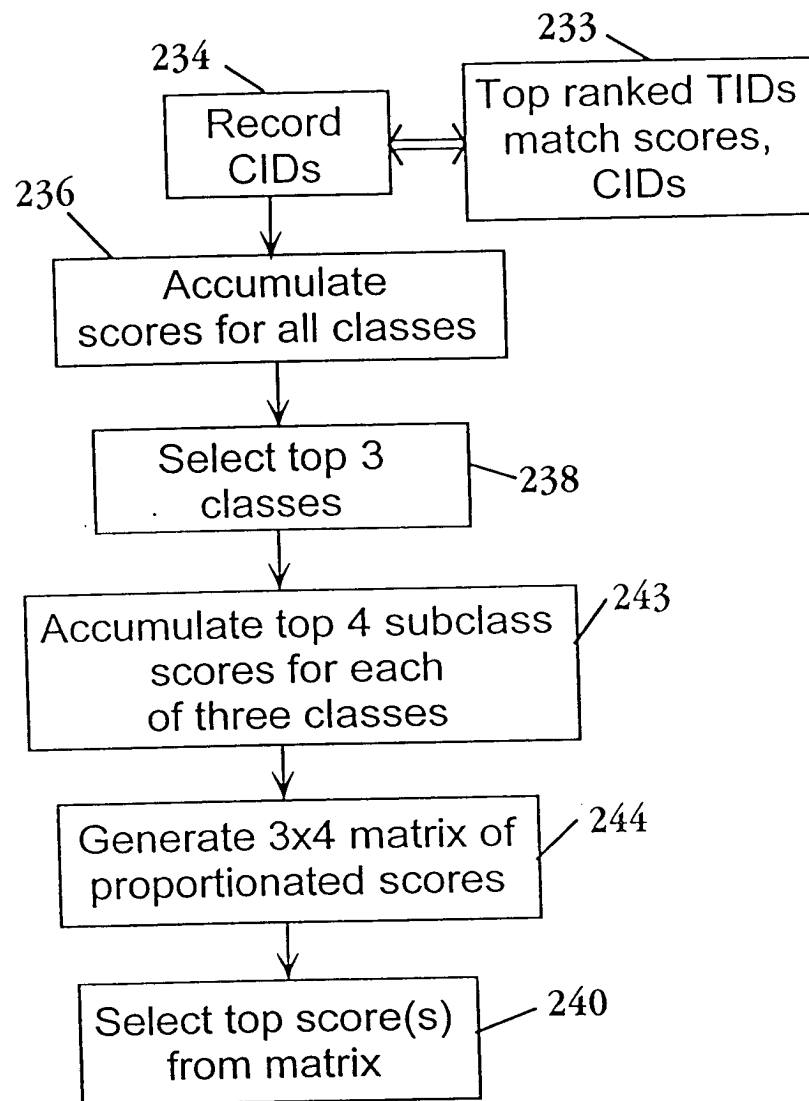 233
234
Top ranked TIDs
match scores,
CIDs
Record
CIDs
236
Accumulate
scores for all classes
Select top 3
classes
238
243
Accumulate top 4 subclass
scores for each
of three classes
244
Generate 3x4 matrix of
proportionated scores
240
Select top score(s)
from matrix